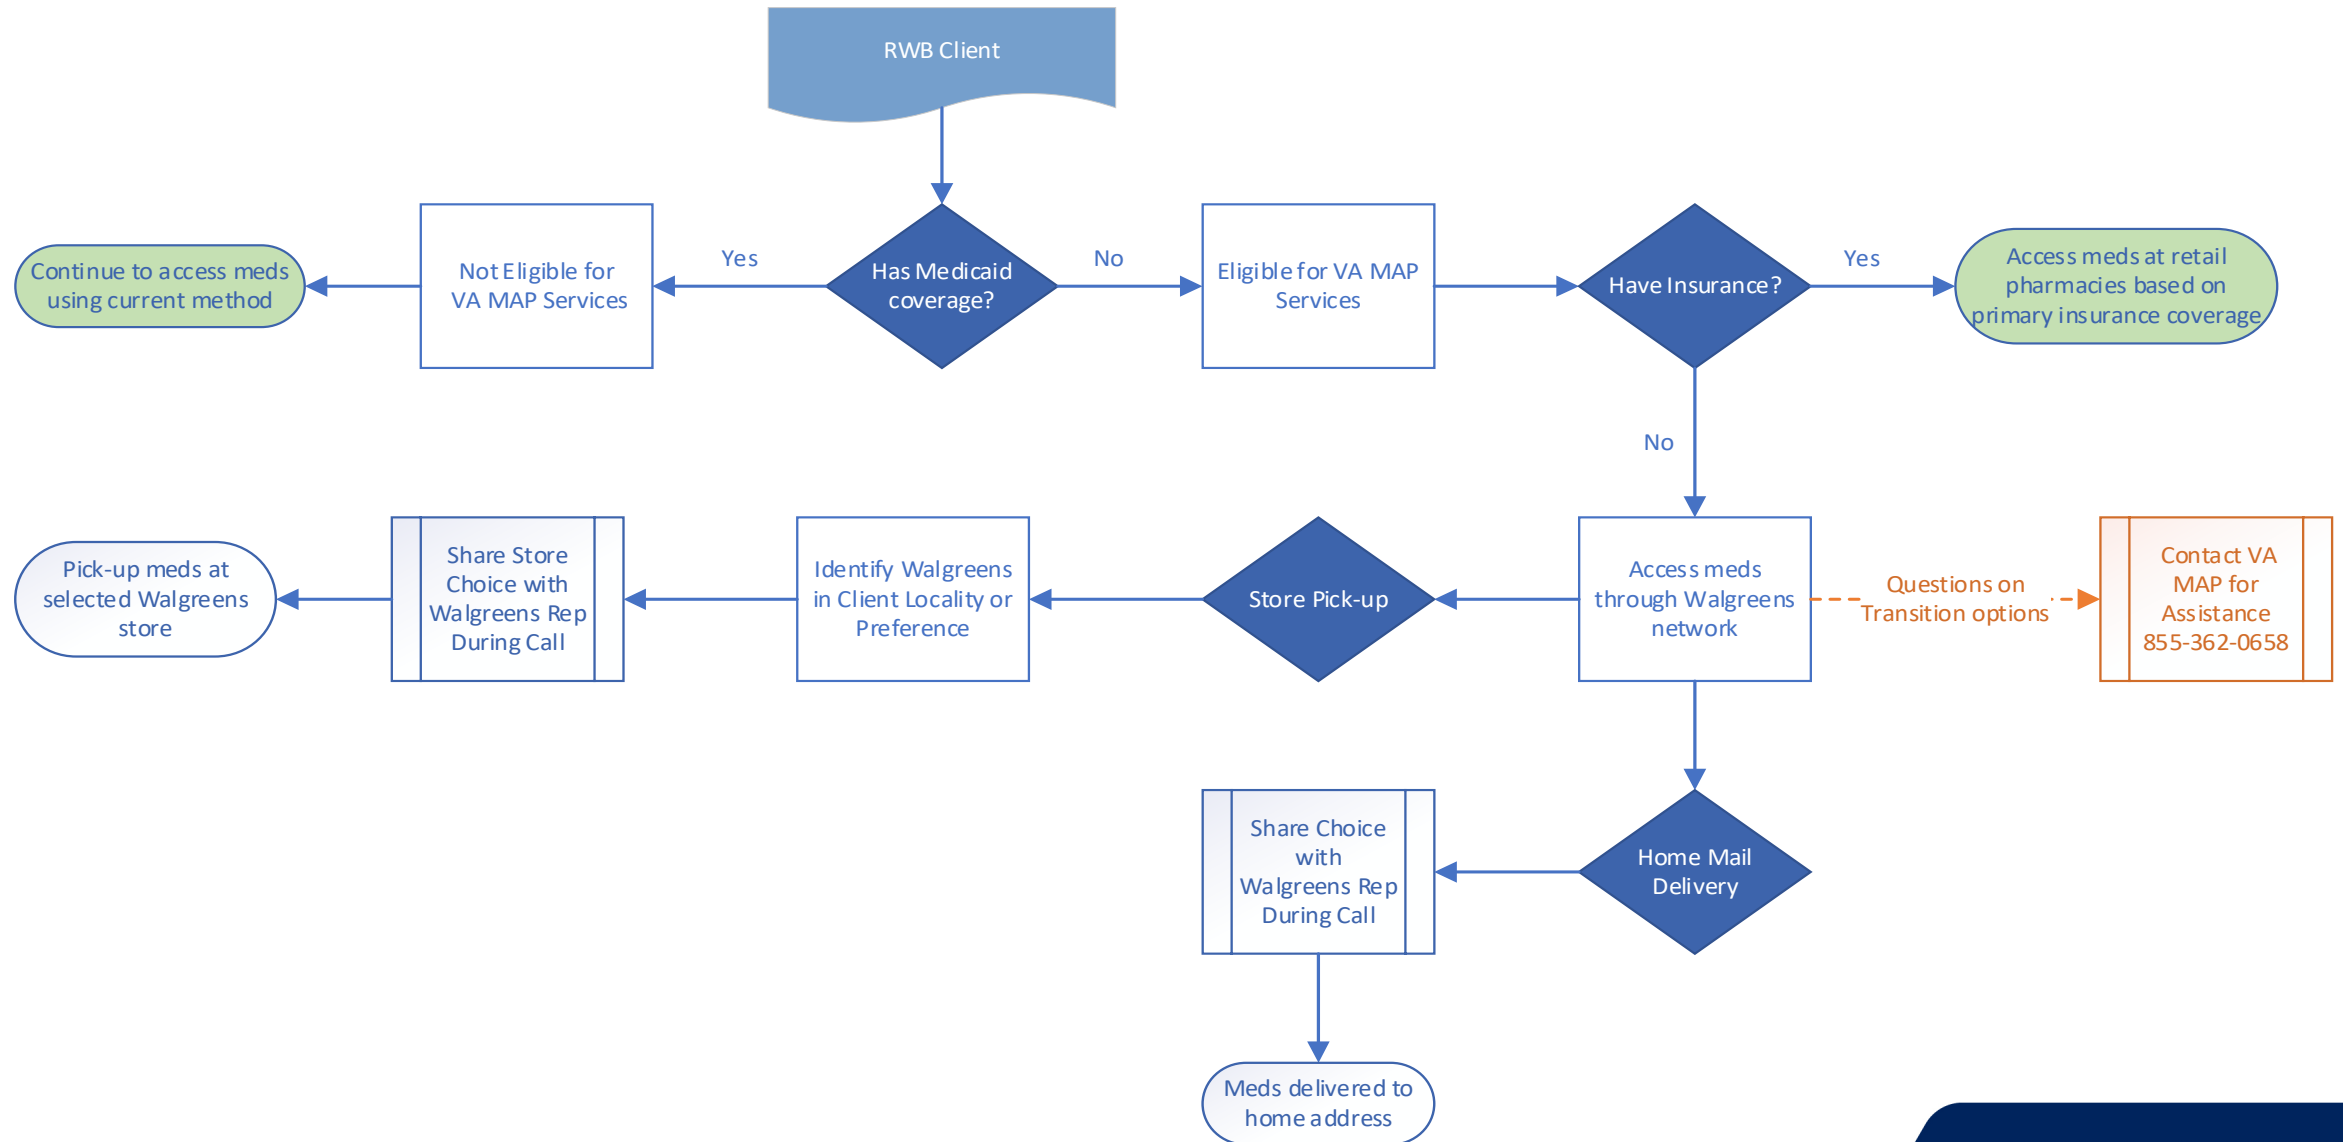 RWB Client
Continue to access meds
using current method
Not Eligible for
VA MAP Services
Yes
Has Medicaid
coverage?
No
Eligible for VA MAP
Services
Have Insurance?
Yes
Access meds at retail
pharmacies based on
primary insurance coverage
No
Pick-up meds at
selected Walgreens
store
Share Store
Choice with
Walgreens Rep
During Call
Identify Walgreens
in Client Locality or
Preference
Store Pick-up
Access meds
through Walgreens
network
Questions on
Transition options
Contact VA
MAP for
Assistance
855-362-0658
Share Choice
with
Walgreens Rep
During Call
Home Mail
Delivery
Meds delivered to
home address